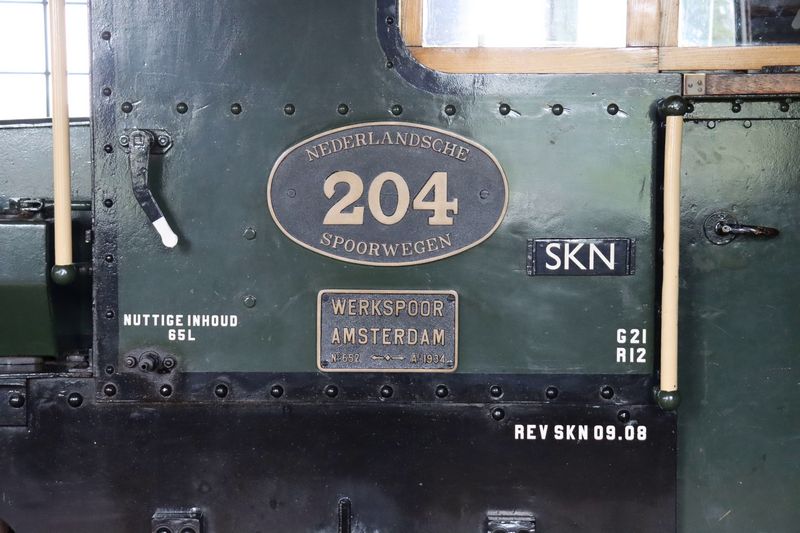 NEDERLANDSCHE
204
SPOORWEGEN
SKN
WERKSPOOR
AMSTERDAM
No 652 Ao 1934
NUTTIGE INHOUD
65L
G21
R12
REV SKN 09.08